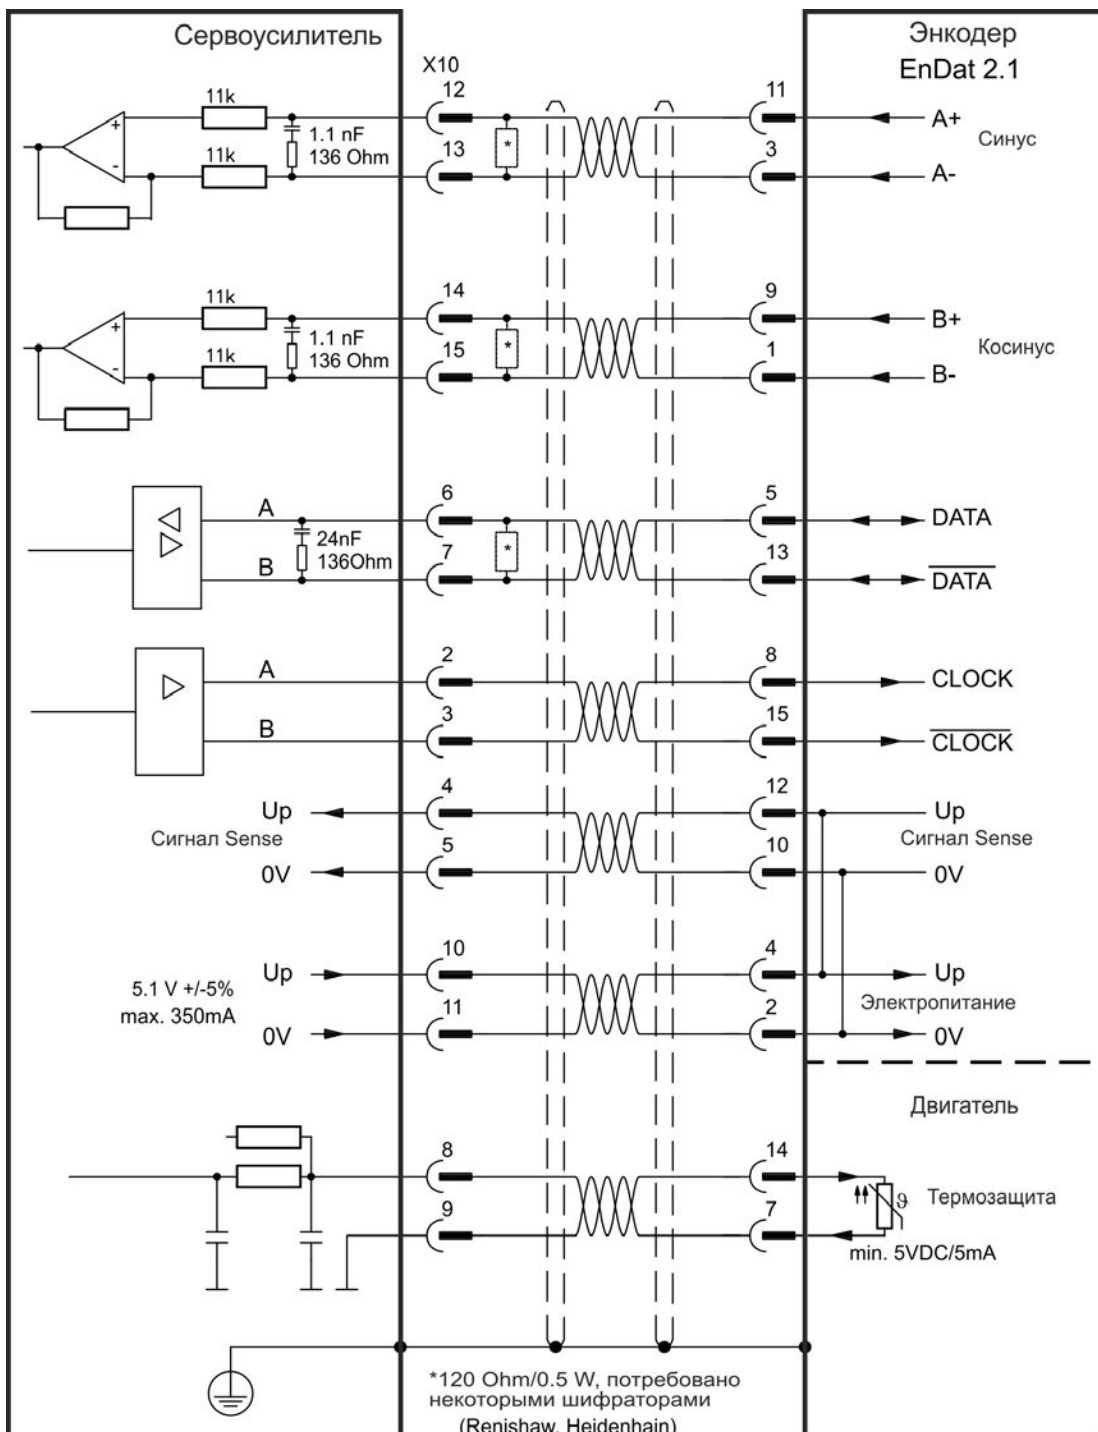 Сервоусилитель
Энкодер
EnDat 2.1
X10
11k
12
11
A+
1.1 nF
136 Ohm
*
Синус
11k
13
3
A-
11k
14
9
B+
1.1 nF
136 Ohm
*
Косинус
11k
15
1
B-
A
6
5
DATA
24nF
136Ohm
*
B
7
13
DATA
A
2
8
CLOCK
B
3
15
CLOCK
Up
4
12
Up
Сигнал Sense
Сигнал Sense
0V
5
10
0V
Up
10
4
Up
5.1 V +/-5%
max. 350mA
Электропитание
0V
11
2
0V
Двигатель
8
14
ϑ
Термозащита
9
7
min. 5VDC/5mA
*120 Ohm/0.5 W, потребовано
некоторыми шифраторами
(Renishaw, Heidenhain)